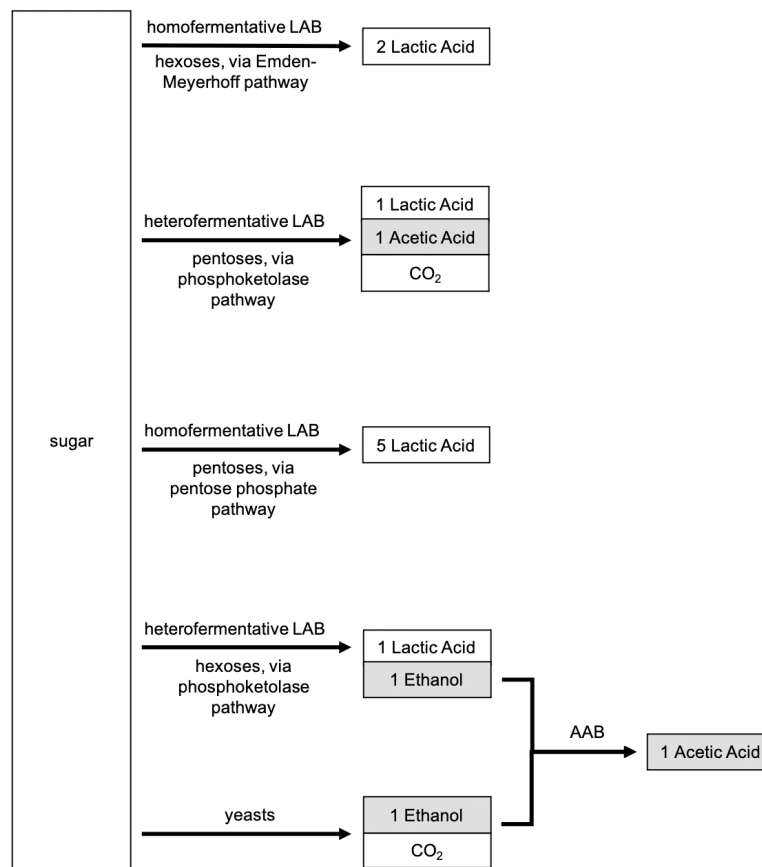 homofermentative LAB
hexoses, via Emden-
Meyerhoff pathway
2 Lactic Acid
heterofermentative LAB
pentoses, via
phosphoketolase
pathway
1 Lactic Acid
1 Acetic Acid
CO₂
sugar
homofermentative LAB
pentoses, via
pentose phosphate
pathway
5 Lactic Acid
heterofermentative LAB
hexoses, via
phosphoketolase
pathway
1 Lactic Acid
1 Ethanol
AAB
1 Acetic Acid
yeasts
1 Ethanol
CO₂